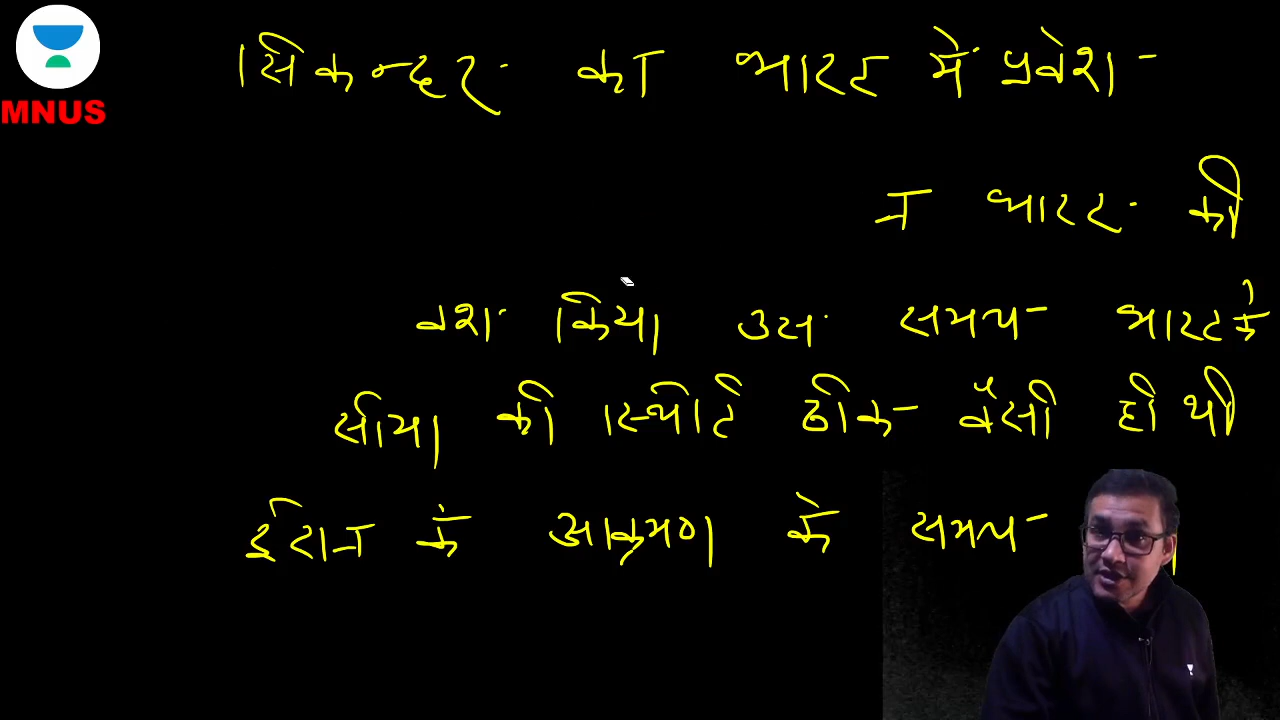 MNUS
सिकन्दर का भारत में प्रवेश -
न भारत की
वश किया उस समय भारत के
सीमा की स्थिति ठीक वैसी ही थी
ईरान के आक्रमण के समय